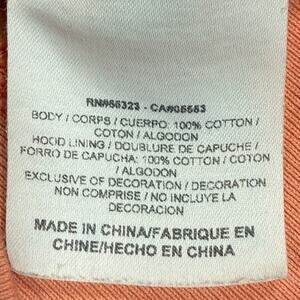 RN#56323 - CA#05553
BODY / CORPS / CUERPO: 100% COTTON /
COTON / ALGODON
HOOD LINING / DOUBLURE DE CAPUCHE /
FORRO DE CAPUCHA: 100% COTTON / COTON
/ ALGODON
EXCLUSIVE OF DECORATION / DECORATION
NON COMPRISE / NO INCLUYE LA
DECORACION
MADE IN CHINA/FABRIQUE EN
CHINE/HECHO EN CHINA